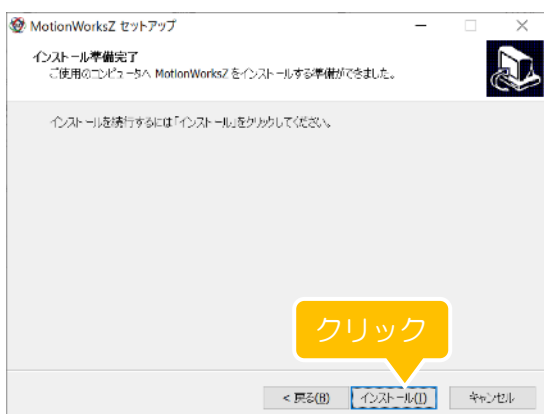 MotionWorksZ セットアップ
インストール準備完了
ご使用のコンピュータへ MotionWorksZ をインストールする準備ができました。
インストールを続行するには「インストール」をクリックしてください。
クリック
< 戻る(B) インストール(I) キャンセル